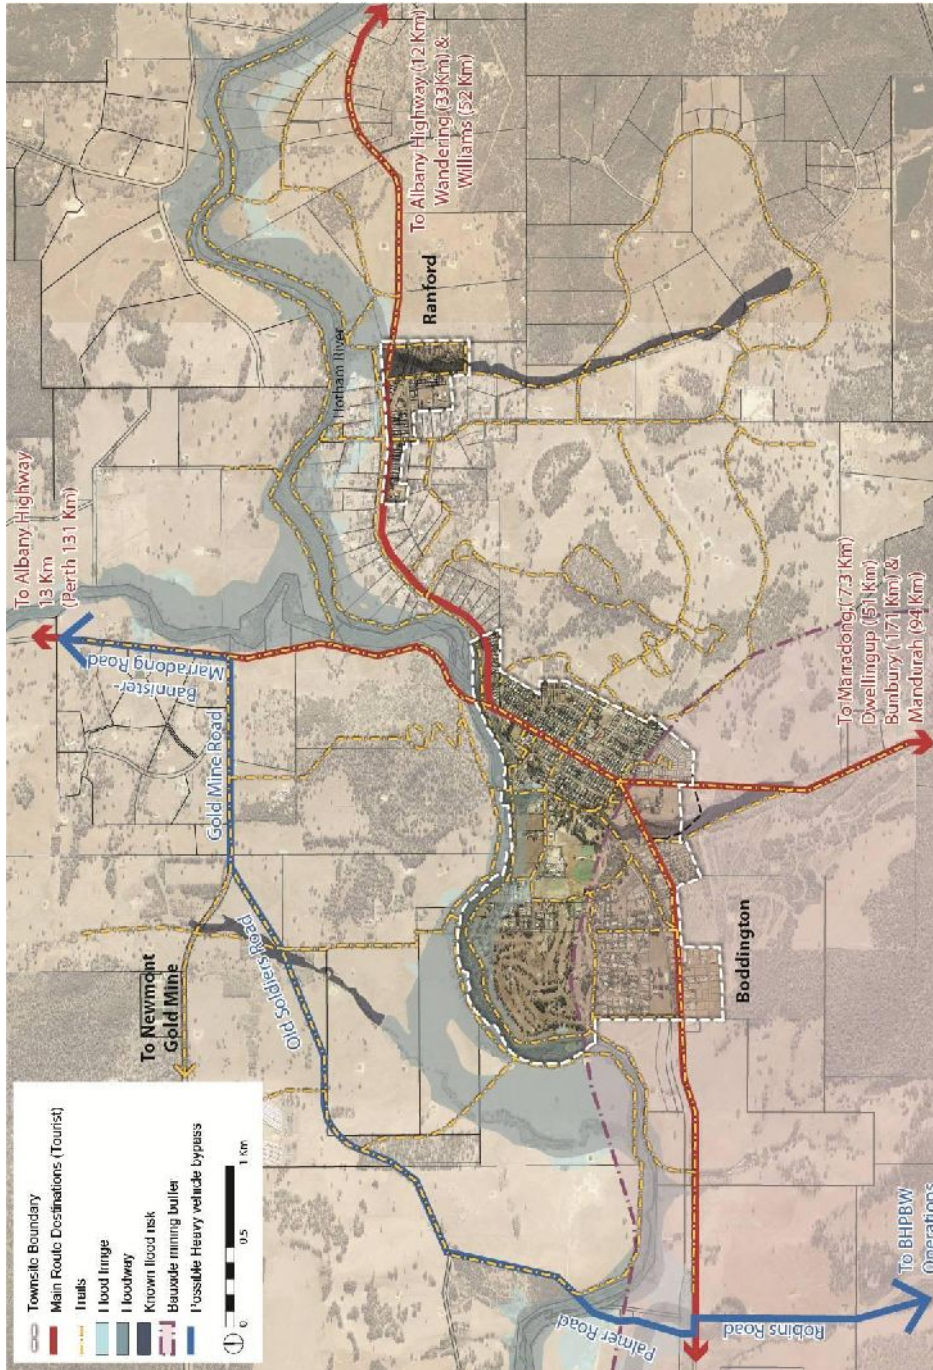 To Albany Highway
13 Km
(Perth 131 Km)
To Albany Highway (12 Km)
Wandering (33Km) &
Williams (52 Km)
Bannister-
Marradong Road
Gold Mine Road
Hotham River
Ranford
To Newmont
Gold Mine
Old Soldiers Road
Boddington
To Marradong (7.3 Km)
Dwellingup (51 Km)
Bunbury (171 Km) &
Mandurah (94 Km)
Palmer Road
Robins Road
To BHPBW
Operations
Townsite Boundary
Main Route Destinations (Tourist)
Trails
Flood fringe
Floodway
Known flood risk
Bauxite mining buffer
Possible Heavy vehicle bypass
0
0.5
1 Km